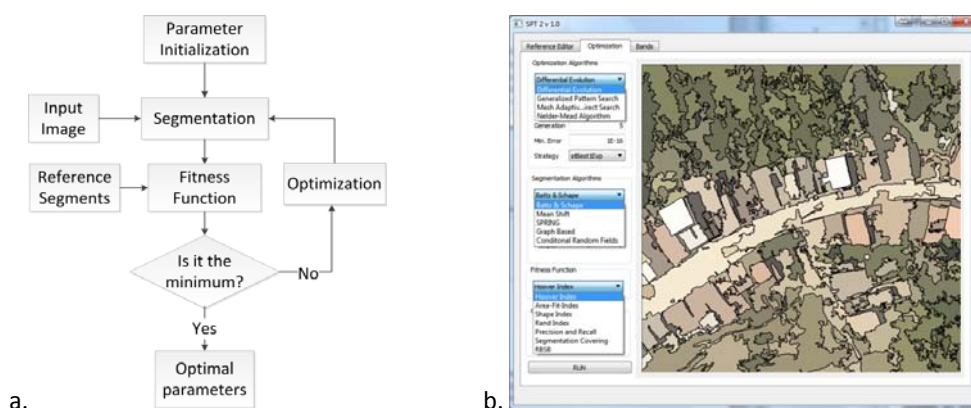 Parameter
Initialization
Input
Image
Segmentation
Reference
Segments
Fitness
Function
Optimization
Is it the
minimum?
No
Yes
Optimal
parameters
a.
b.
SPT 2 v 1.0
Reference Editor Optimization Bands
Optimization Algorithms
Differential Evolution
Differential Evolution
Generalized Pattern Search
Mesh Adaptiv...irect Search
Nelder-Mead Algorithm
Generation 5
Min. Error 1E-16
Strategy
Segmentation Algorithms
Baatz & Schape
Baatz & Schape
Mean Shift
SPRING
Graph Based
Conditonal Random Fields
Fitness Function
Hoover Index
Hoover Index
Area-Fit-Index
Shape Index
Rand Index
Precision and Recall
Segmentation Covering
RBSB
RUN